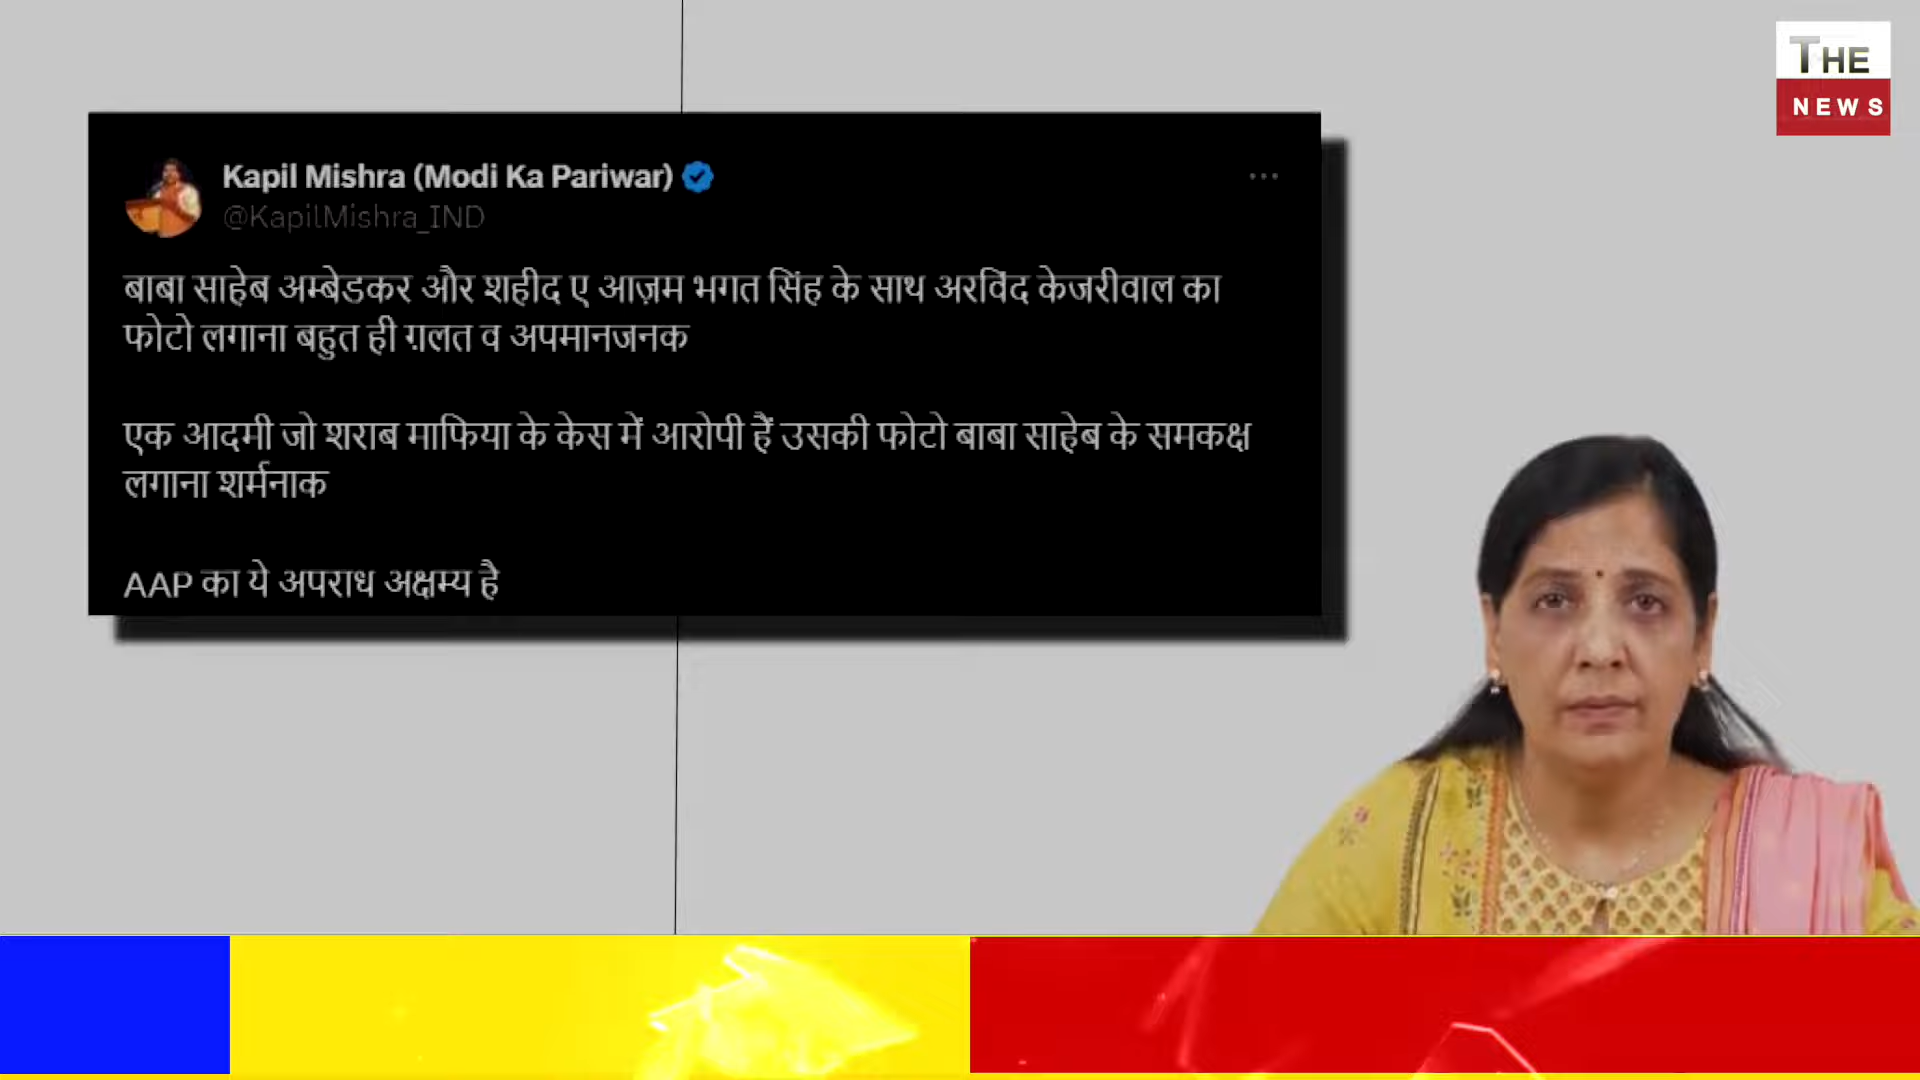 THE
NEWS
Kapil Mishra (Modi Ka Pariwar)
@KapilMishra_IND
बाबा साहेब अम्बेडकर और शहीद ए आज़म भगत सिंह के साथ अरविंद केजरीवाल का
फोटो लगाना बहुत ही ग़लत व अपमानजनक
एक आदमी जो शराब माफिया के केस में आरोपी हैं उसकी फोटो बाबा साहेब के समकक्ष
लगाना शर्मनाक
AAP का ये अपराध अक्षम्य है